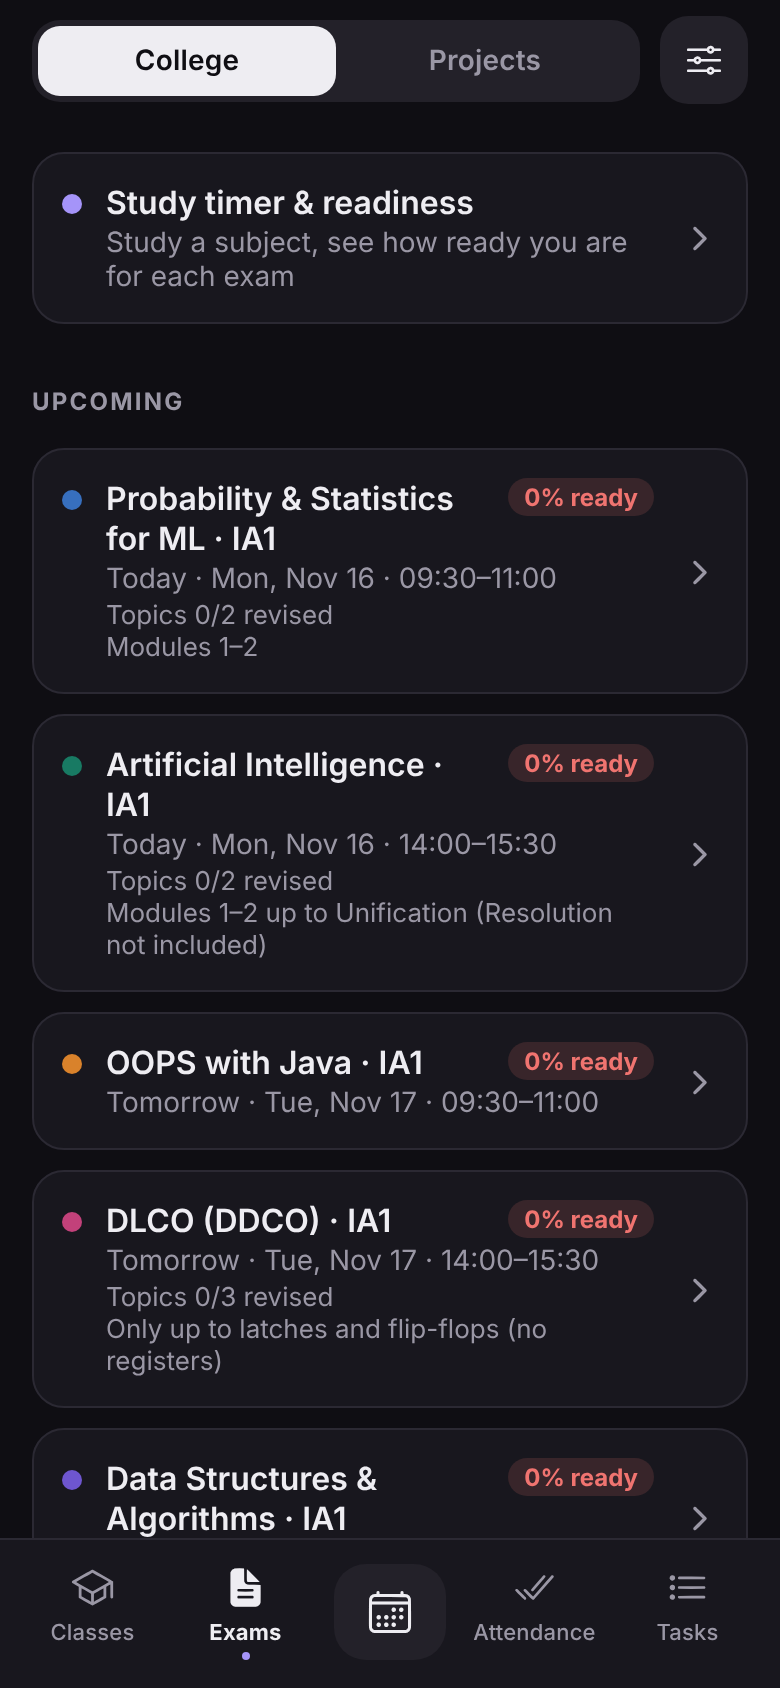 College
Projects
Study timer & readiness
Study a subject, see how ready you are
for each exam
UPCOMING
Probability & Statistics
for ML · IA1
0% ready
Today · Mon, Nov 16 · 09:30–11:00
Topics 0/2 revised
Modules 1–2
Artificial Intelligence ·
IA1
0% ready
Today · Mon, Nov 16 · 14:00–15:30
Topics 0/2 revised
Modules 1–2 up to Unification (Resolution
not included)
OOPS with Java · IA1
0% ready
Tomorrow · Tue, Nov 17 · 09:30–11:00
DLCO (DDCO) · IA1
0% ready
Tomorrow · Tue, Nov 17 · 14:00–15:30
Topics 0/3 revised
Only up to latches and flip-flops (no
registers)
Data Structures &
Algorithms · IA1
0% ready
Classes
Exams
Attendance
Tasks